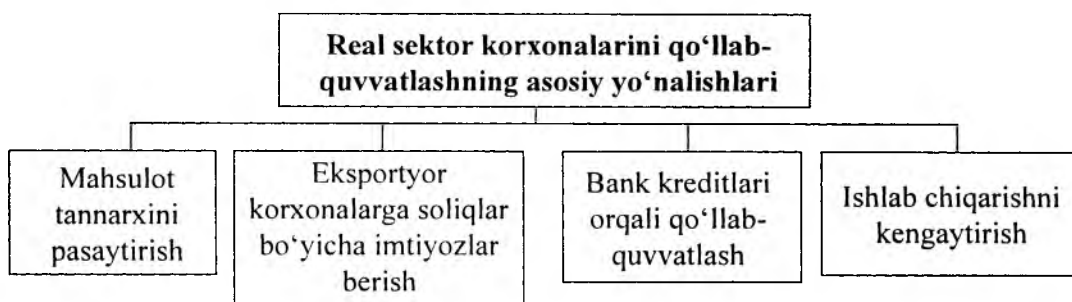 Real sektor korxonalarini qo‘llab-
quvvatlashning asosiy yo‘nalishlari
Mahsulot
tannarxini
pasaytirish
Eksportyor
korxonalarga soliqlar
bo‘yicha imtiyozlar
berish
Bank kreditlari
orqali qo‘llab-
quvvatlash
Ishlab chiqarishni
kengaytirish